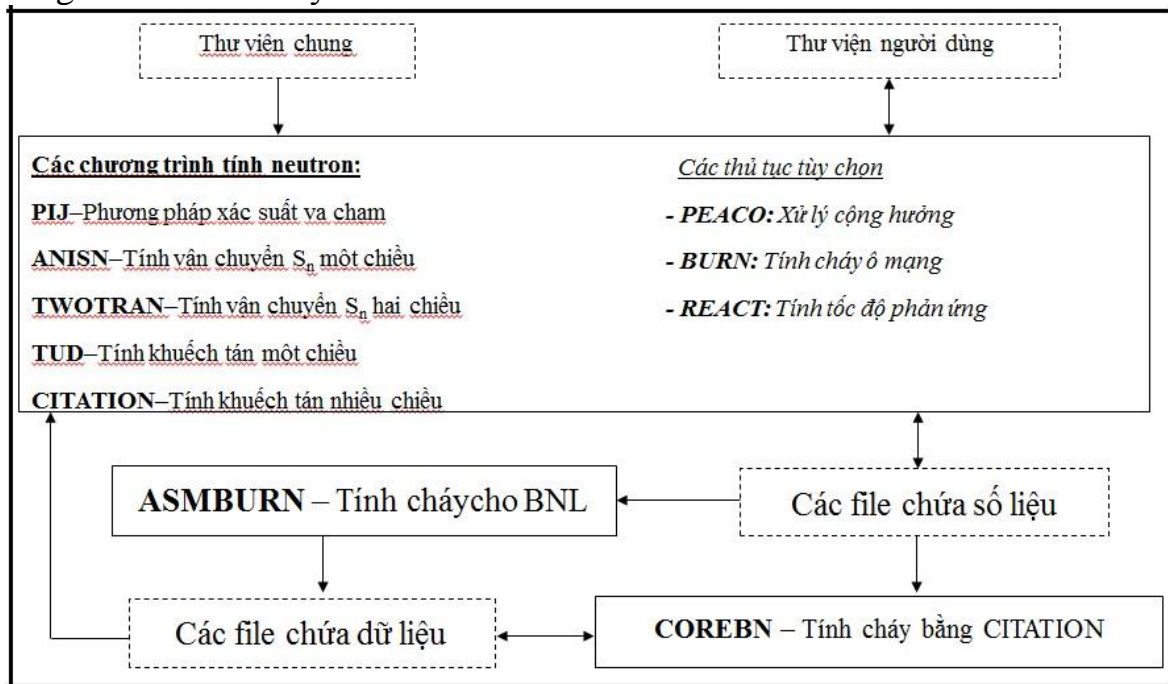 Thư viện chung
Thư viện người dùng
Các chương trình tính neutron:
PIJ–Phương pháp xác suất va chạm
ANISN–Tính vận chuyển Sn một chiều
TWOTRAN–Tính vận chuyển Sn hai chiều
TUD–Tính khuếch tán một chiều
CITATION–Tính khuếch tán nhiều chiều
Các thủ tục tùy chọn
- PEACO: Xử lý cộng hưởng
- BURN: Tính cháy ô mạng
- REACT: Tính tốc độ phản ứng
ASMBURN – Tính cháycho BNL
Các file chứa số liệu
Các file chứa dữ liệu
COREBN – Tính cháy bằng CITATION